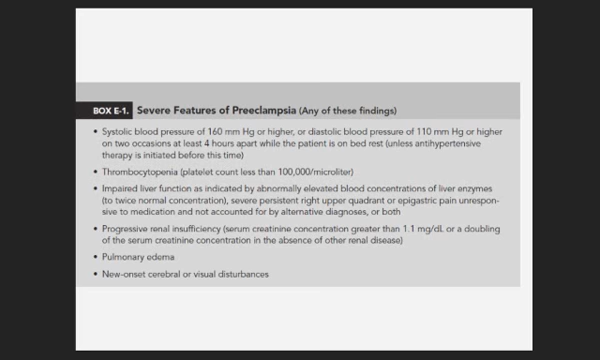 BOX E-1. Severe Features of Preeclampsia (Any of these findings)
• Systolic blood pressure of 160 mm Hg or higher, or diastolic blood pressure of 110 mm Hg or higher
on two occasions at least 4 hours apart while the patient is on bed rest (unless antihypertensive
therapy is initiated before this time)
• Thrombocytopenia (platelet count less than 100,000/microliter)
• Impaired liver function as indicated by abnormally elevated blood concentrations of liver enzymes
(to twice normal concentration), severe persistent right upper quadrant or epigastric pain unrespon-
sive to medication and not accounted for by alternative diagnoses, or both
• Progressive renal insufficiency (serum creatinine concentration greater than 1.1 mg/dL or a doubling
of the serum creatinine concentration in the absence of other renal disease)
• Pulmonary edema
• New-onset cerebral or visual disturbances